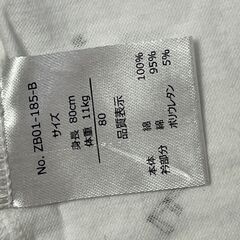 No. ZB01-185-B
サイズ
身長 80cm
体重 11kg
80
品質表示
本体 綿 100%
衿部分 綿 95%
ポリウレタン 5%